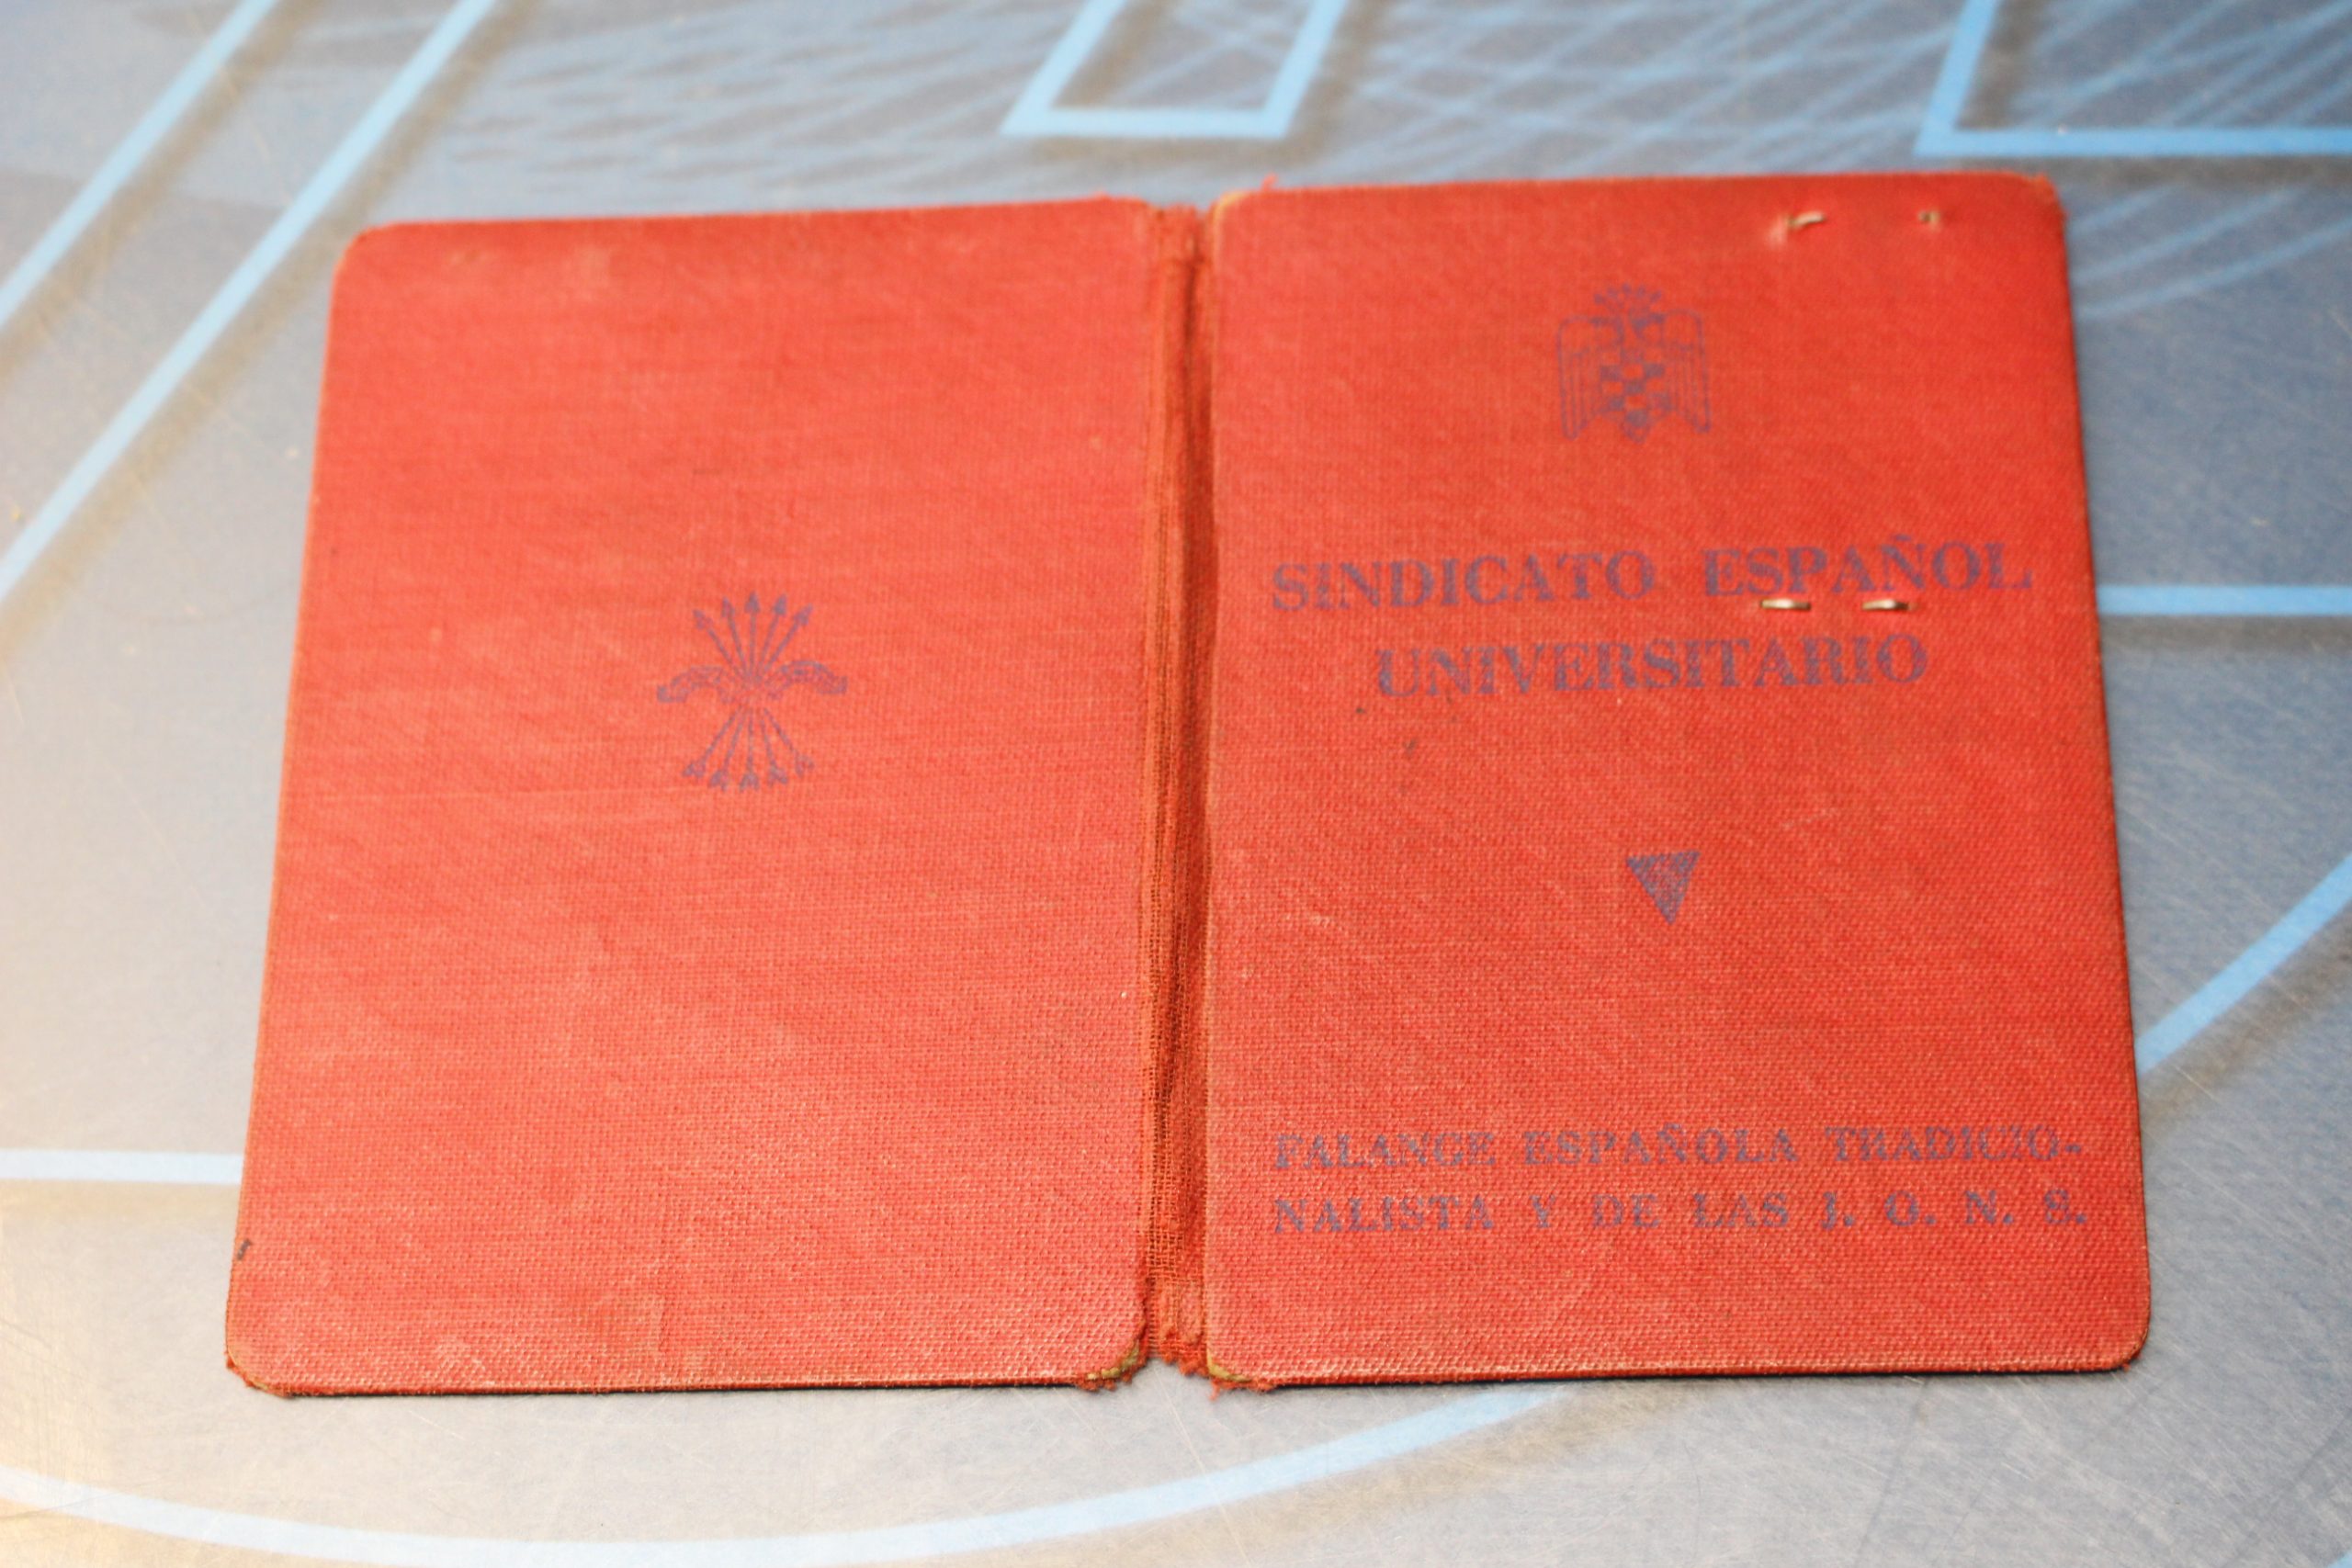 SINDICATO ESPAÑOL
UNIVERSITARIO
FALANGE ESPAÑOLA TRADICIO-
NALISTA Y DE LAS J. O. N. S.